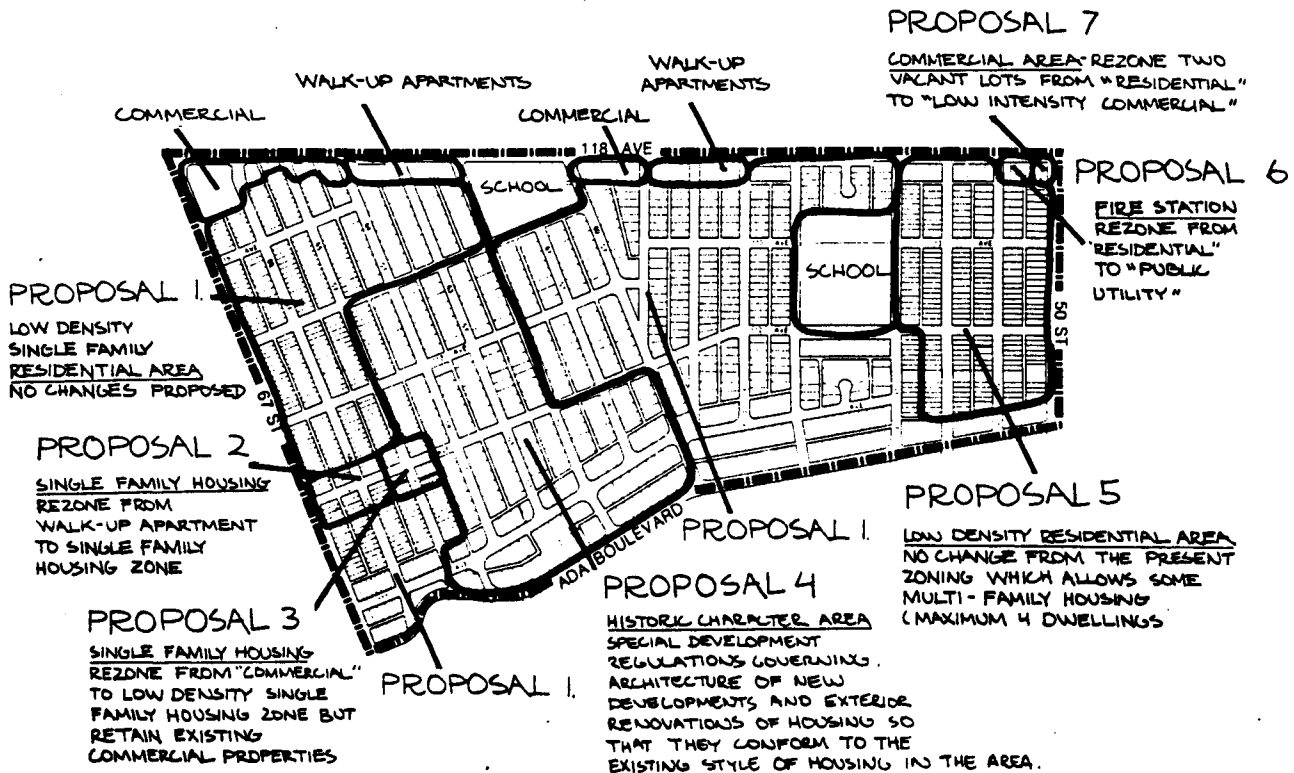 PROPOSAL 7
COMMERCIAL AREA-REZONE TWO
VACANT LOTS FROM "RESIDENTIAL"
TO "LOW INTENSITY COMMERCIAL"
WALK-UP APARTMENTS
WALK-UP
APARTMENTS
COMMERCIAL
COMMERCIAL
118 AVE
SCHOOL
PROPOSAL 6
FIRE STATION
REZONE FROM
RESIDENTIAL"
TO "PUBLIC
UTILITY"
SCHOOL
50 ST
PROPOSAL 1.
LOW DENSITY
SINGLE FAMILY
RESIDENTIAL AREA
NO CHANGES PROPOSED
67 ST
PROPOSAL 2
SINGLE FAMILY HOUSING
REZONE FROM
WALK-UP APARTMENT
TO SINGLE FAMILY
HOUSING ZONE
PROPOSAL 3
SINGLE FAMILY HOUSING
REZONE FROM "COMMERCIAL"
TO LOW DENSITY SINGLE
FAMILY HOUSING ZONE BUT
RETAIN EXISTING
COMMERCIAL PROPERTIES
PROPOSAL 1.
ADA BOULEVARD
PROPOSAL 4
HISTORIC CHARACTER AREA
SPECIAL DEVELOPMENT
REGULATIONS GOVERNING.
ARCHITECTURE OF NEW
DEVELOPMENTS AND EXTERIOR
RENOVATIONS OF HOUSING SO
THAT THEY CONFORM TO THE
EXISTING STYLE OF HOUSING IN THE AREA.
PROPOSAL 1.
PROPOSAL 5
LOW DENSITY RESIDENTIAL AREA
NO CHANGE FROM THE PRESENT
ZONING WHICH ALLOWS SOME
MULTI-FAMILY HOUSING
(MAXIMUM 4 DWELLINGS